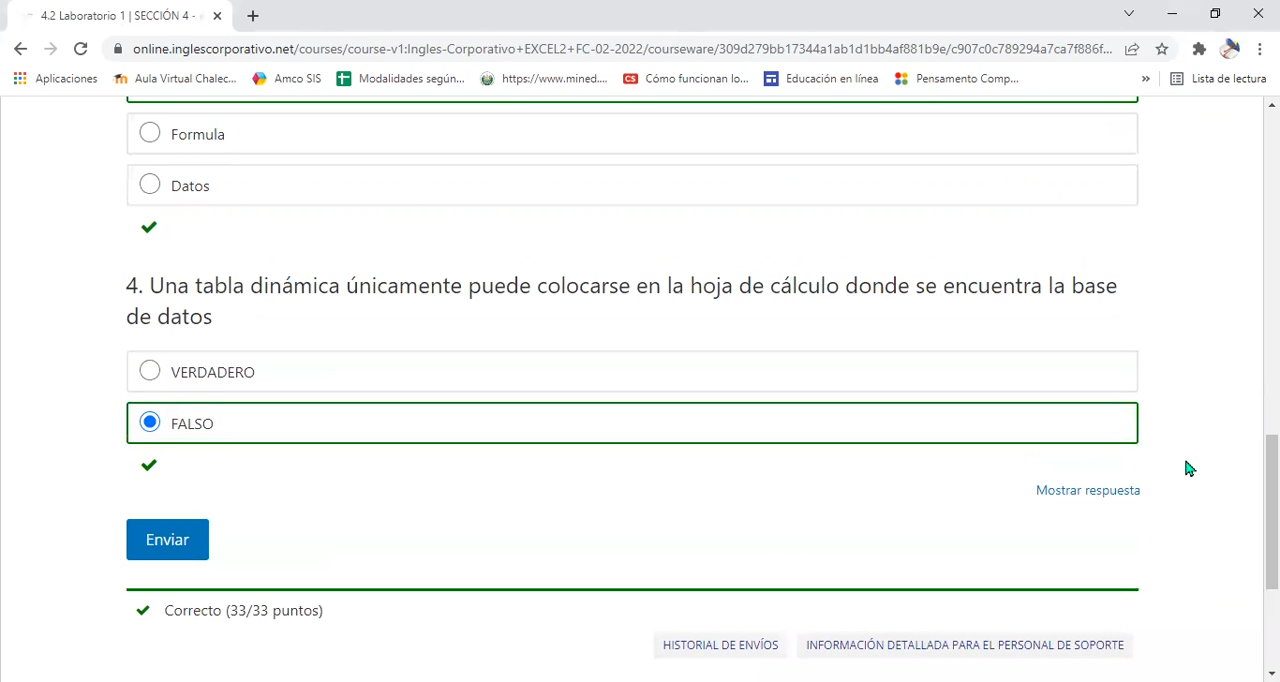 4.2 Laboratorio 1 | SECCIÓN 4 -
online.inglescorporativo.net/courses/course-v1:Ingles-Corporativo+EXCEL2+FC-02-2022/courseware/309d279bb17344a1ab1d1bb4af881b9e/c907c0c789294a7ca7f886f...
Aplicaciones Aula Virtual Chalec... Amco SIS Modalidades según... https://www.mined.... CS Cómo funcionan lo... Educación en línea Pensamento Comp... » Lista de lectura
Formula
Datos
4. Una tabla dinámica únicamente puede colocarse en la hoja de cálculo donde se encuentra la base
de datos
VERDADERO
FALSO
Mostrar respuesta
Enviar
Correcto (33/33 puntos)
HISTORIAL DE ENVÍOS INFORMACIÓN DETALLADA PARA EL PERSONAL DE SOPORTE